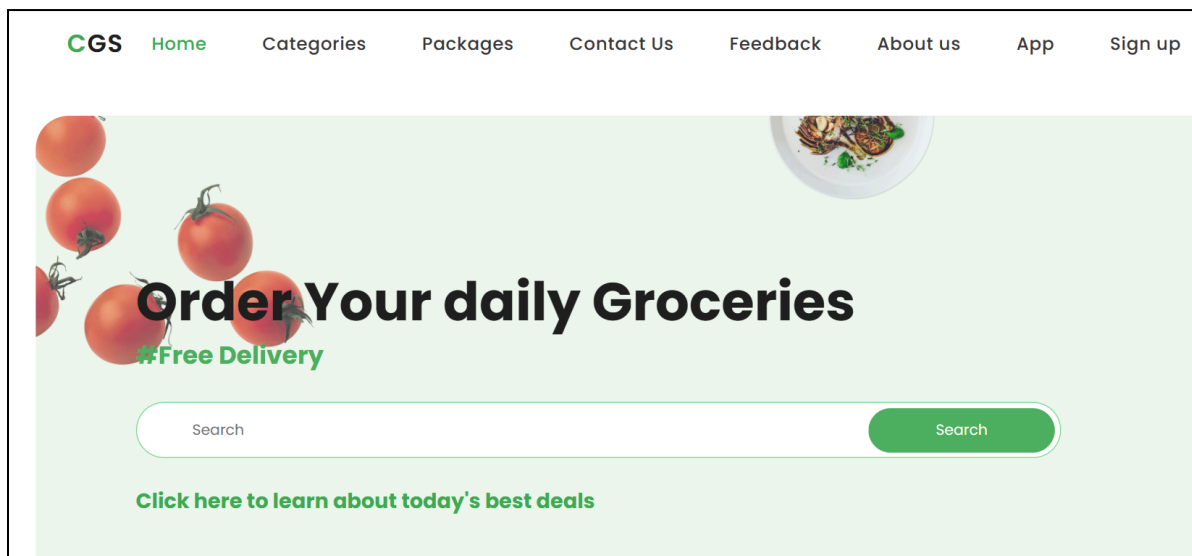 CGS Home Categories Packages Contact Us Feedback About us App Sign up
Order Your daily Groceries
#Free Delivery
Search Search
Click here to learn about today's best deals